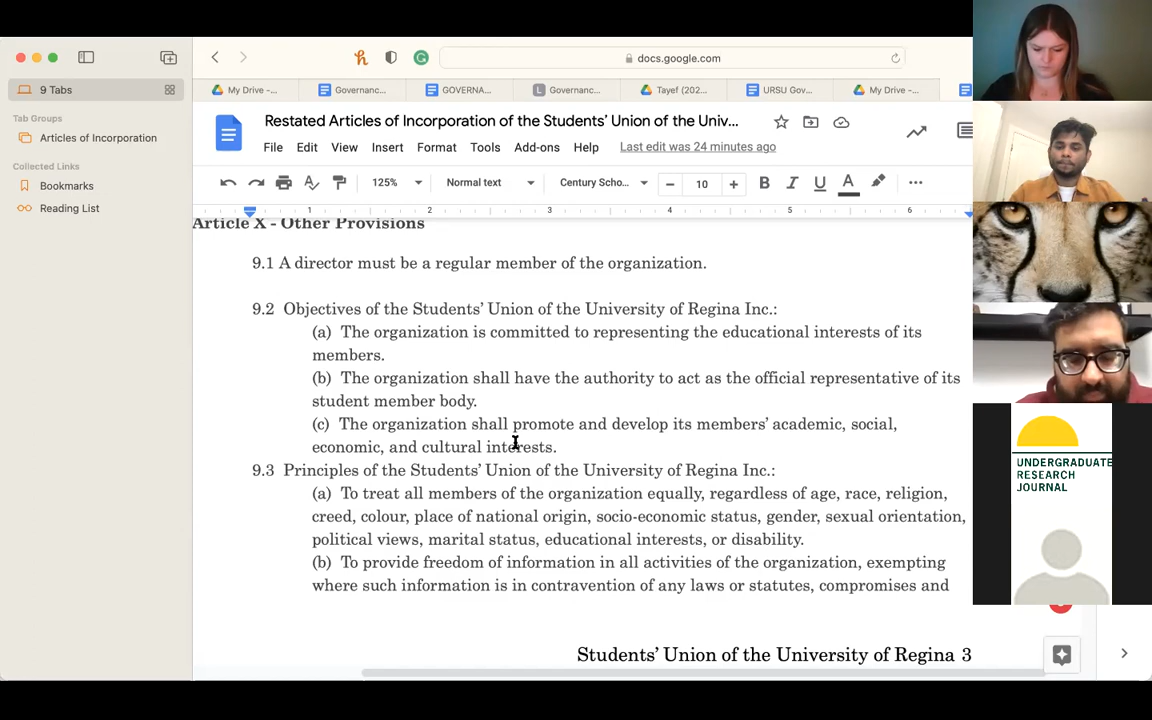 docs.google.com
9 Tabs
My Drive -...
Governanc...
GOVERNA...
L
Governanc...
Tayef (202...
URSU Gov...
My Drive -...
Tab Groups
Articles of Incorporation
Collected Links
Bookmarks
Reading List
Restated Articles of Incorporation of the Students' Union of the Univ...
File Edit View Insert Format Tools Add-ons Help Last edit was 24 minutes ago
125% Normal text Century Scho... – 10 + B I U A
1 2 3 4 5 6
Article X - Other Provisions
9.1 A director must be a regular member of the organization.
9.2 Objectives of the Students' Union of the University of Regina Inc.:
(a) The organization is committed to representing the educational interests of its
members.
(b) The organization shall have the authority to act as the official representative of its
student member body.
(c) The organization shall promote and develop its members' academic, social,
economic, and cultural interests.
9.3 Principles of the Students' Union of the University of Regina Inc.:
(a) To treat all members of the organization equally, regardless of age, race, religion,
creed, colour, place of national origin, socio-economic status, gender, sexual orientation,
political views, marital status, educational interests, or disability.
(b) To provide freedom of information in all activities of the organization, exempting
where such information is in contravention of any laws or statutes, compromises and
Students' Union of the University of Regina 3
UNDERGRADUATE
RESEARCH
JOURNAL